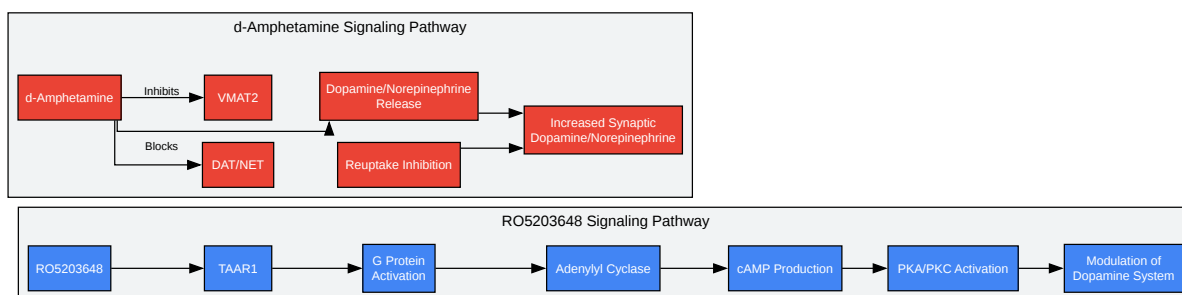 d-Amphetamine Signaling Pathway
d-Amphetamine
Inhibits
VMAT2
Dopamine/Norepinephrine
Release
Increased Synaptic
Dopamine/Norepinephrine
Blocks
DAT/NET
Reuptake Inhibition
RO5203648 Signaling Pathway
RO5203648
TAAR1
G Protein
Activation
Adenylyl Cyclase
cAMP Production
PKA/PKC Activation
Modulation of
Dopamine System